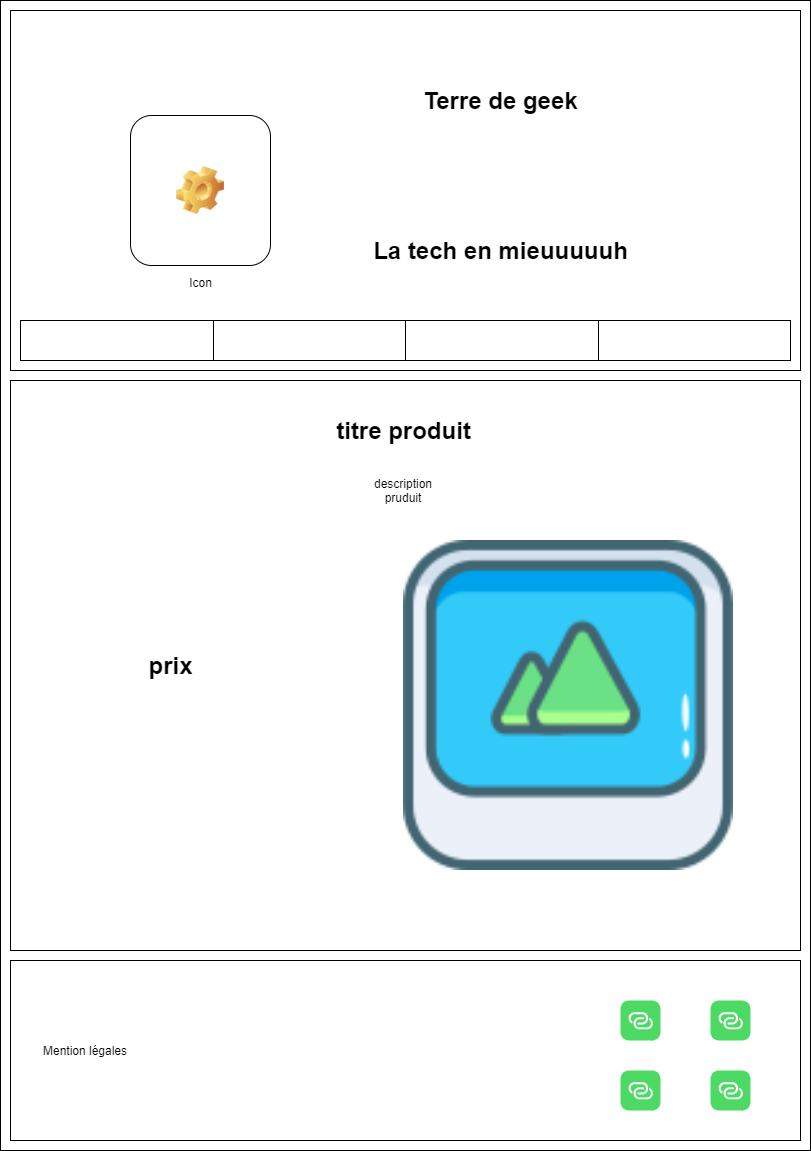 Terre de geek
La tech en mieuuuuuh
Icon
titre produit
description
pruduit
prix
Mention légales